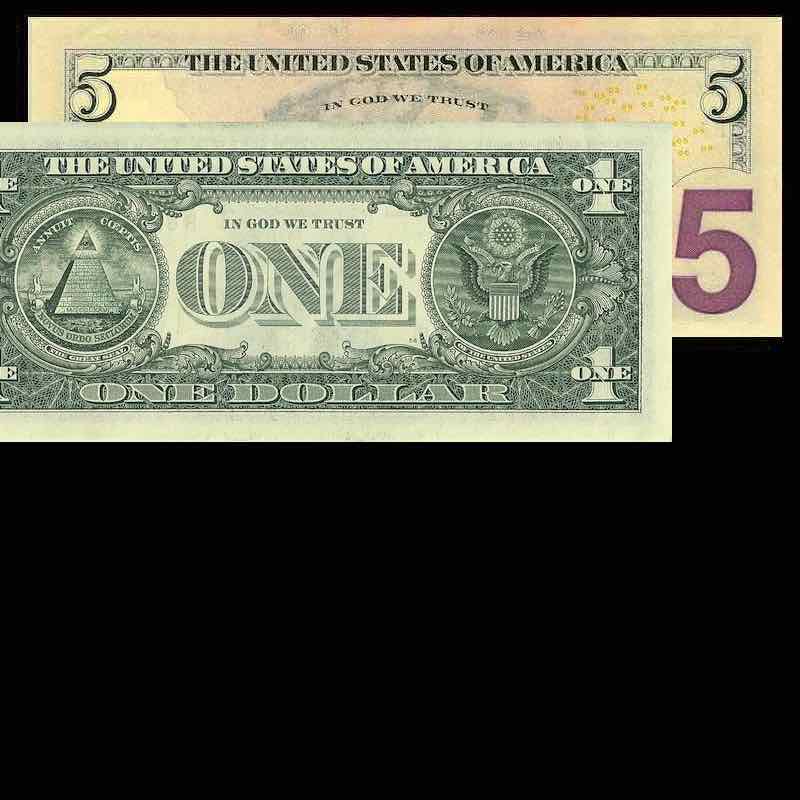 5 THE UNITED STATES OF AMERICA 5
IN GOD WE TRUST
5
THE UNITED STATES OF AMERICA
E 1 ONE
ANNUIT CŒPTIS
IN GOD WE TRUST
ONE
NOVUS ORDO SECLORUM
THE GREAT SEAL
OF THE UNITED STATES
E 1 ONE
ONE DOLLAR